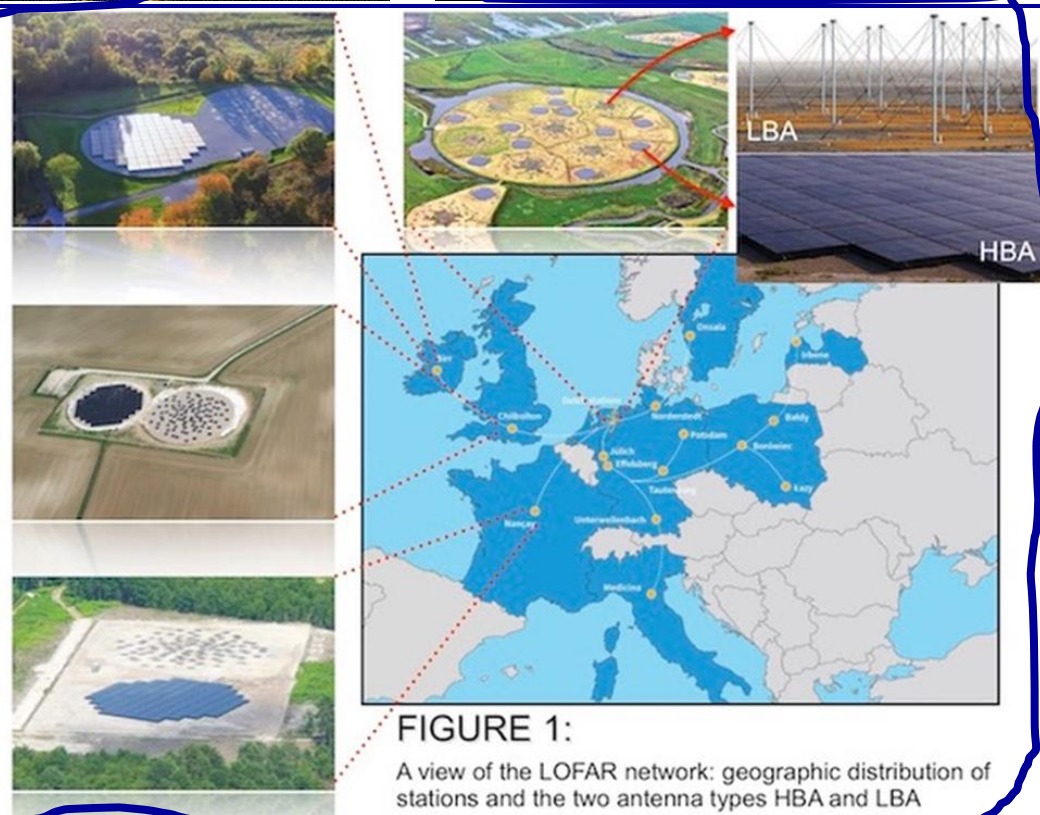 LBA
HBA
Onsala
Irbene
Birr
Chilbolton
Norderstedt
Baldy
Potsdam
Borówiec
Jülich
Effelsberg
Tautenburg
Łazy
Nançay
Unterweilenbach
Medicina
FIGURE 1:
A view of the LOFAR network: geographic distribution of
stations and the two antenna types HBA and LBA